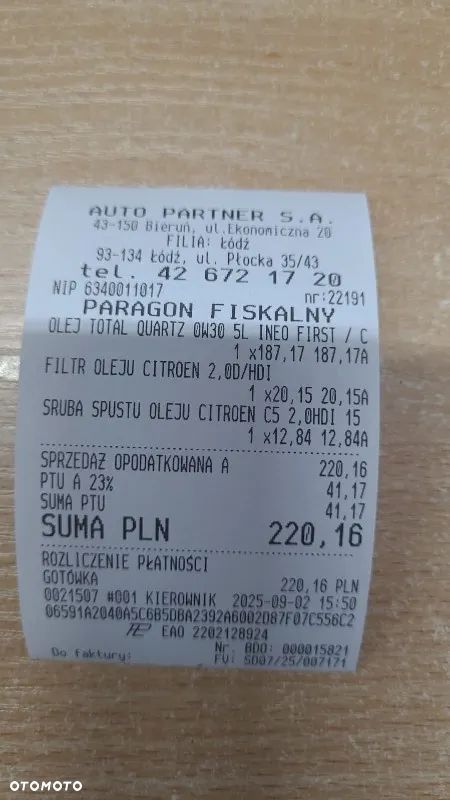 AUTO PARTNER S.A.
43-150 Bieruń, ul.Ekonomiczna 20
FILIA: Łódź
93-134 Łódź, ul. Płocka 35/43
tel. 42 672 17 20
NIP 6340011017 nr:22191
PARAGON FISKALNY
OLEJ TOTAL QUARTZ 0W30 5L INEO FIRST / C
1 x187,17 187,17A
FILTR OLEJU CITROEN 2,0D/HDI
1 x20,15 20,15A
SRUBA SPUSTU OLEJU CITROEN C5 2,0HDI 15
1 x12,84 12,84A
SPRZEDAŻ OPODATKOWANA A 220,16
PTU A 23% 41,17
SUMA PTU 41,17
SUMA PLN 220,16
ROZLICZENIE PŁATNOŚCI
GOTÓWKA 220,16 PLN
0021507 #001 KIEROWNIK 2025-09-02 15:50
06591A2040A5C6B5DBA2392A6002D87F07C556C2
EAO 2202128924
Nr. BDO: 000015821
Do faktury: FV: SD07/25/007171
OTOMOTO